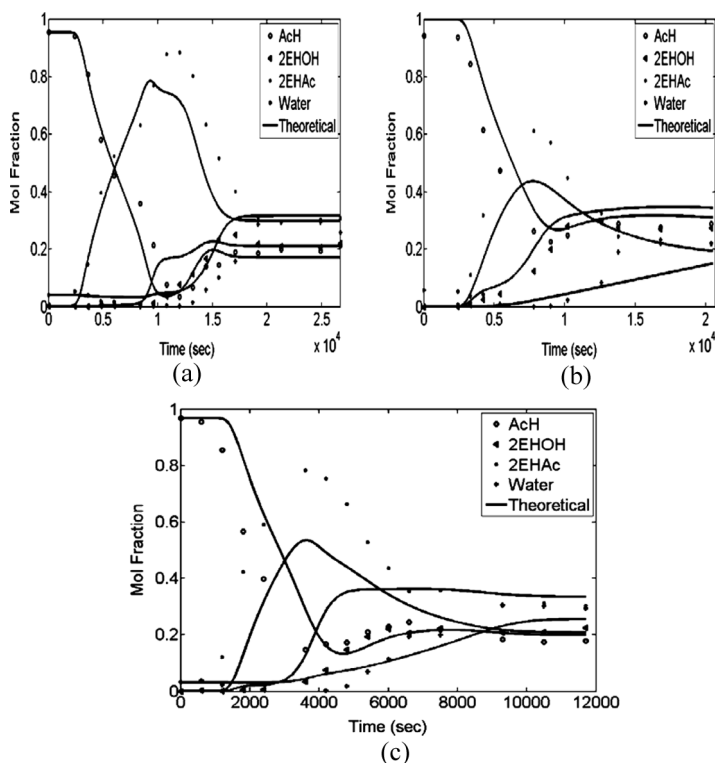 1
0.8
0.6
0.4
0.2
0
Mol Fraction
AcH
2EHOH
2EHAc
Water
Theoretical
0 0.5 1 1.5 2 2.5
x 10⁴
Time (sec)
(a)
1
0.8
0.6
0.4
0.2
0
Mol Fraction
AcH
2EHOH
2EHAc
Water
Theoretical
0 0.5 1 1.5 2
x 10⁴
Time (sec)
(b)
1
0.8
0.6
0.4
0.2
0
Mol Fraction
AcH
2EHOH
2EHAc
Water
Theoretical
0 2000 4000 6000 8000 10000 12000
Time (sec)
(c)